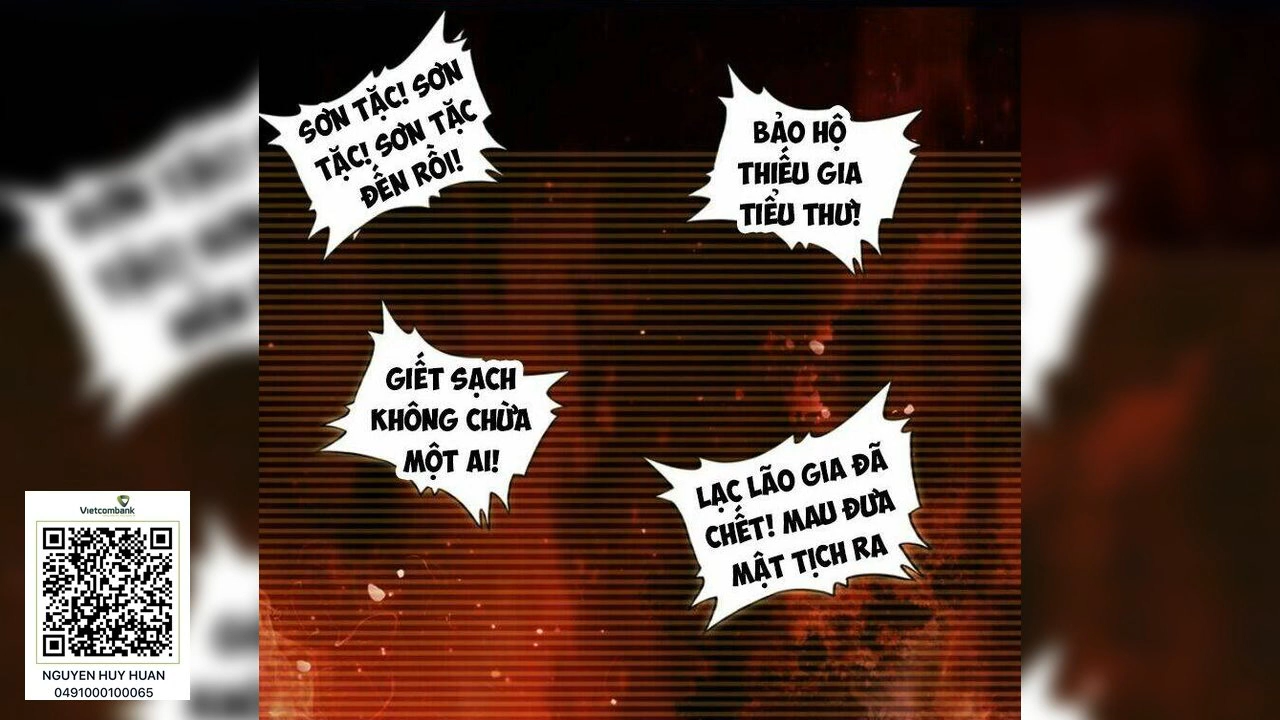 SƠN TẶC! SƠN
TẶC! SƠN TẶC
ĐẾN RỒI!
BẢO HỘ
THIẾU GIA
TIỂU THƯ!
GIẾT SẠCH
KHÔNG CHỪA
MỘT AI!
LẠC LÃO GIA ĐÃ
CHẾT! MAU ĐƯA
MẬT TỊCH RA
Vietcombank
NGUYEN HUY HUAN
0491000100065